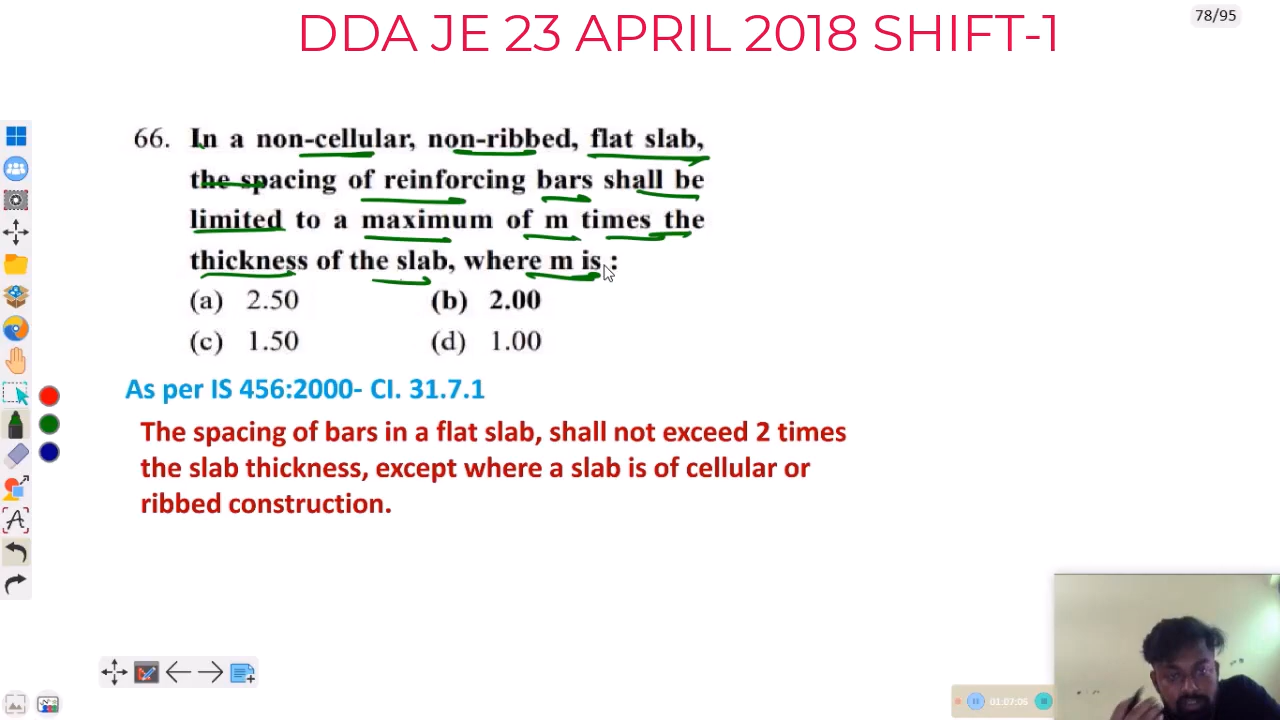 DDA JE 23 APRIL 2018 SHIFT-1
78/95
66. In a non-cellular, non-ribbed, flat slab,
the spacing of reinforcing bars shall be
limited to a maximum of m times the
thickness of the slab, where m is :
(a) 2.50 (b) 2.00
(c) 1.50 (d) 1.00
As per IS 456:2000- CI. 31.7.1
The spacing of bars in a flat slab, shall not exceed 2 times
the slab thickness, except where a slab is of cellular or
ribbed construction.
01:07:05